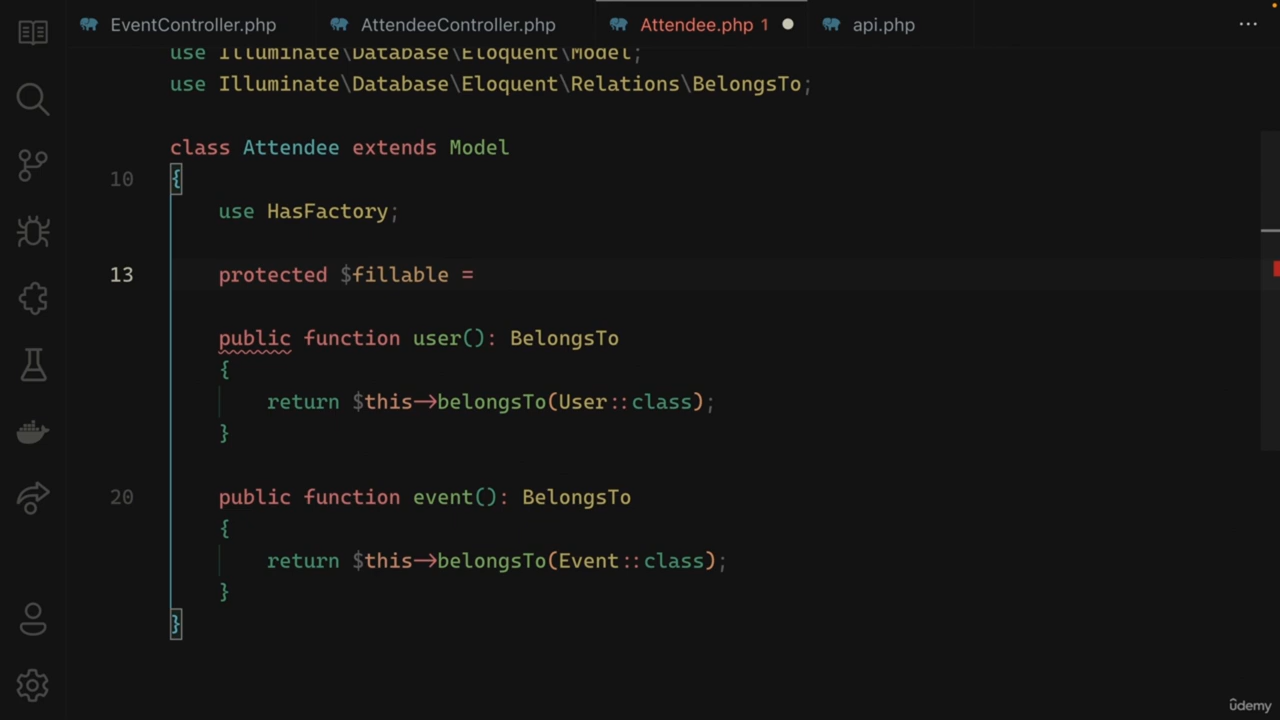 EventController.php AttendeeController.php Attendee.php 1 api.php ...
use Illuminate\Database\Eloquent\Model;
use Illuminate\Database\Eloquent\Relations\BelongsTo;
class Attendee extends Model
10 {
use HasFactory;
13 protected $fillable =
public function user(): BelongsTo
{
return $this->belongsTo(User::class);
}
20 public function event(): BelongsTo
{
return $this->belongsTo(Event::class);
}
}
ûdemy